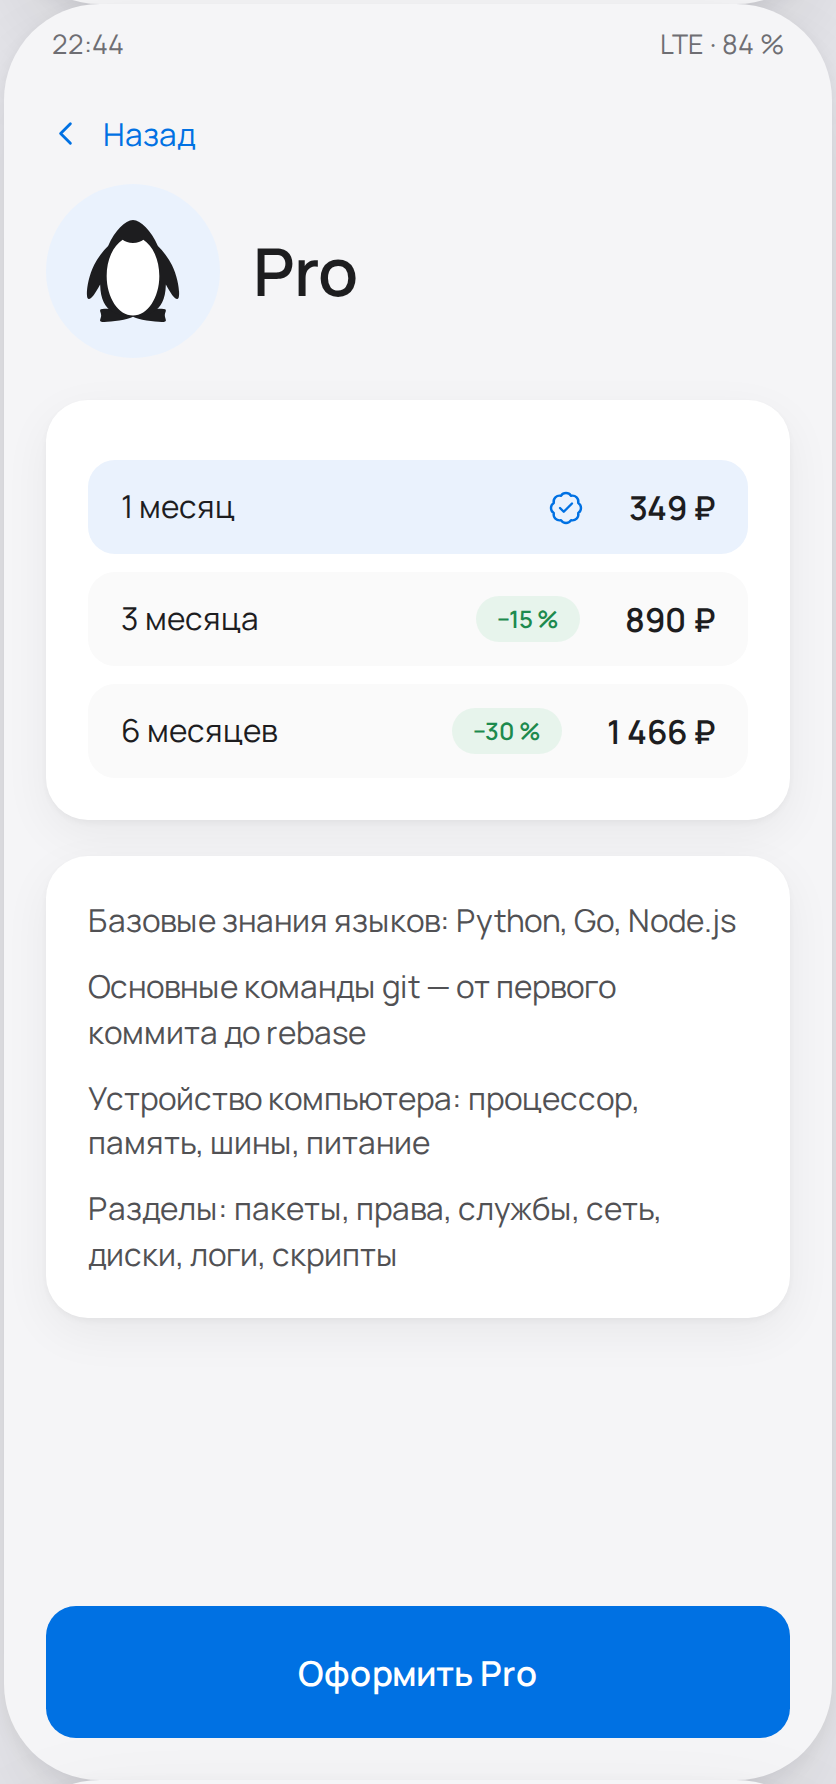 22:44
LTE · 84 %
Назад
Pro
1 месяц
349 ₽
3 месяца
−15 %
890 ₽
6 месяцев
−30 %
1 466 ₽
Базовые знания языков: Python, Go, Node.js
Основные команды git — от первого
коммита до rebase
Устройство компьютера: процессор,
память, шины, питание
Разделы: пакеты, права, службы, сеть,
диски, логи, скрипты
Оформить Pro